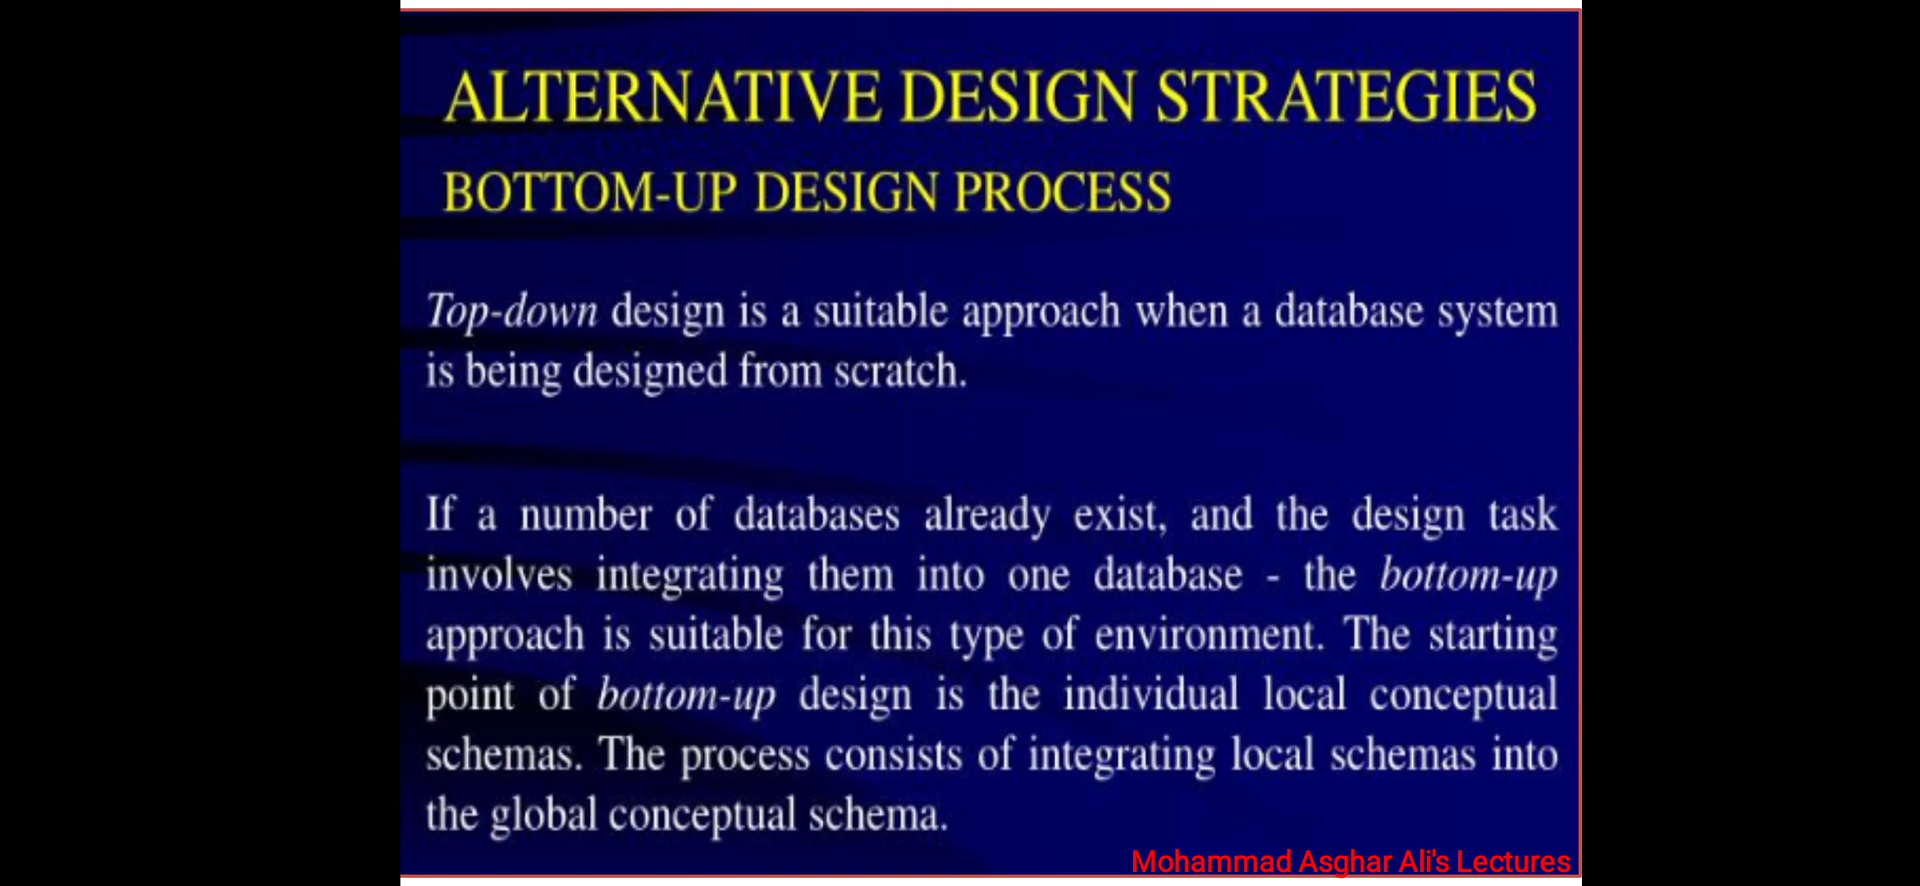 ALTERNATIVE DESIGN STRATEGIES
BOTTOM-UP DESIGN PROCESS
Top-down design is a suitable approach when a database system
is being designed from scratch.
If a number of databases already exist, and the design task
involves integrating them into one database - the bottom-up
approach is suitable for this type of environment. The starting
point of bottom-up design is the individual local conceptual
schemas. The process consists of integrating local schemas into
the global conceptual schema.
Mohammad Asghar Ali's Lectures